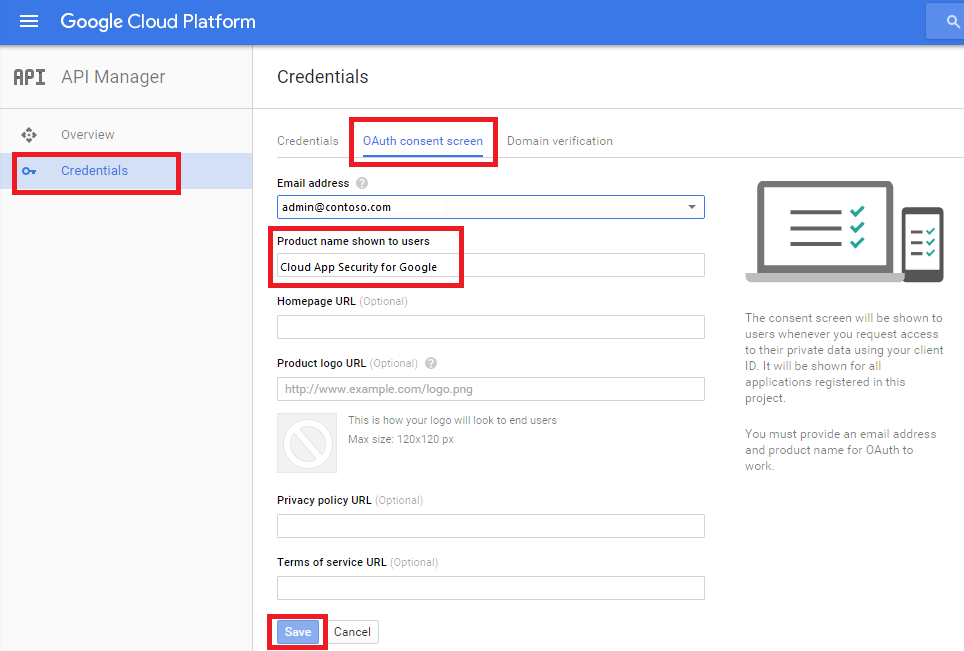 Google Cloud Platform
API API Manager
Credentials
Overview
Credentials
Credentials OAuth consent screen Domain verification
Email address ?
admin@contoso.com
Product name shown to users
Cloud App Security for Google
Homepage URL (Optional)
Product logo URL (Optional) ?
http://www.example.com/logo.png
This is how your logo will look to end users
Max size: 120x120 px
Privacy policy URL (Optional)
Terms of service URL (Optional)
Save Cancel
The consent screen will be shown to
users whenever you request access
to their private data using your client
ID. It will be shown for all
applications registered in this
project.
You must provide an email address
and product name for OAuth to
work.